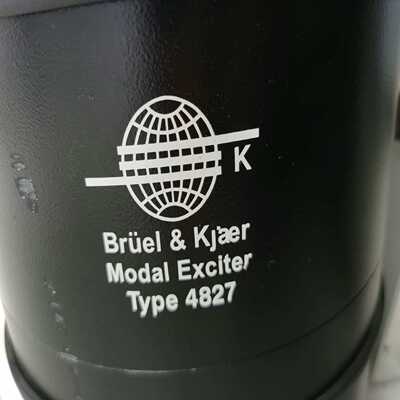 K
Brüel & Kjær
Modal Exciter
Type 4827